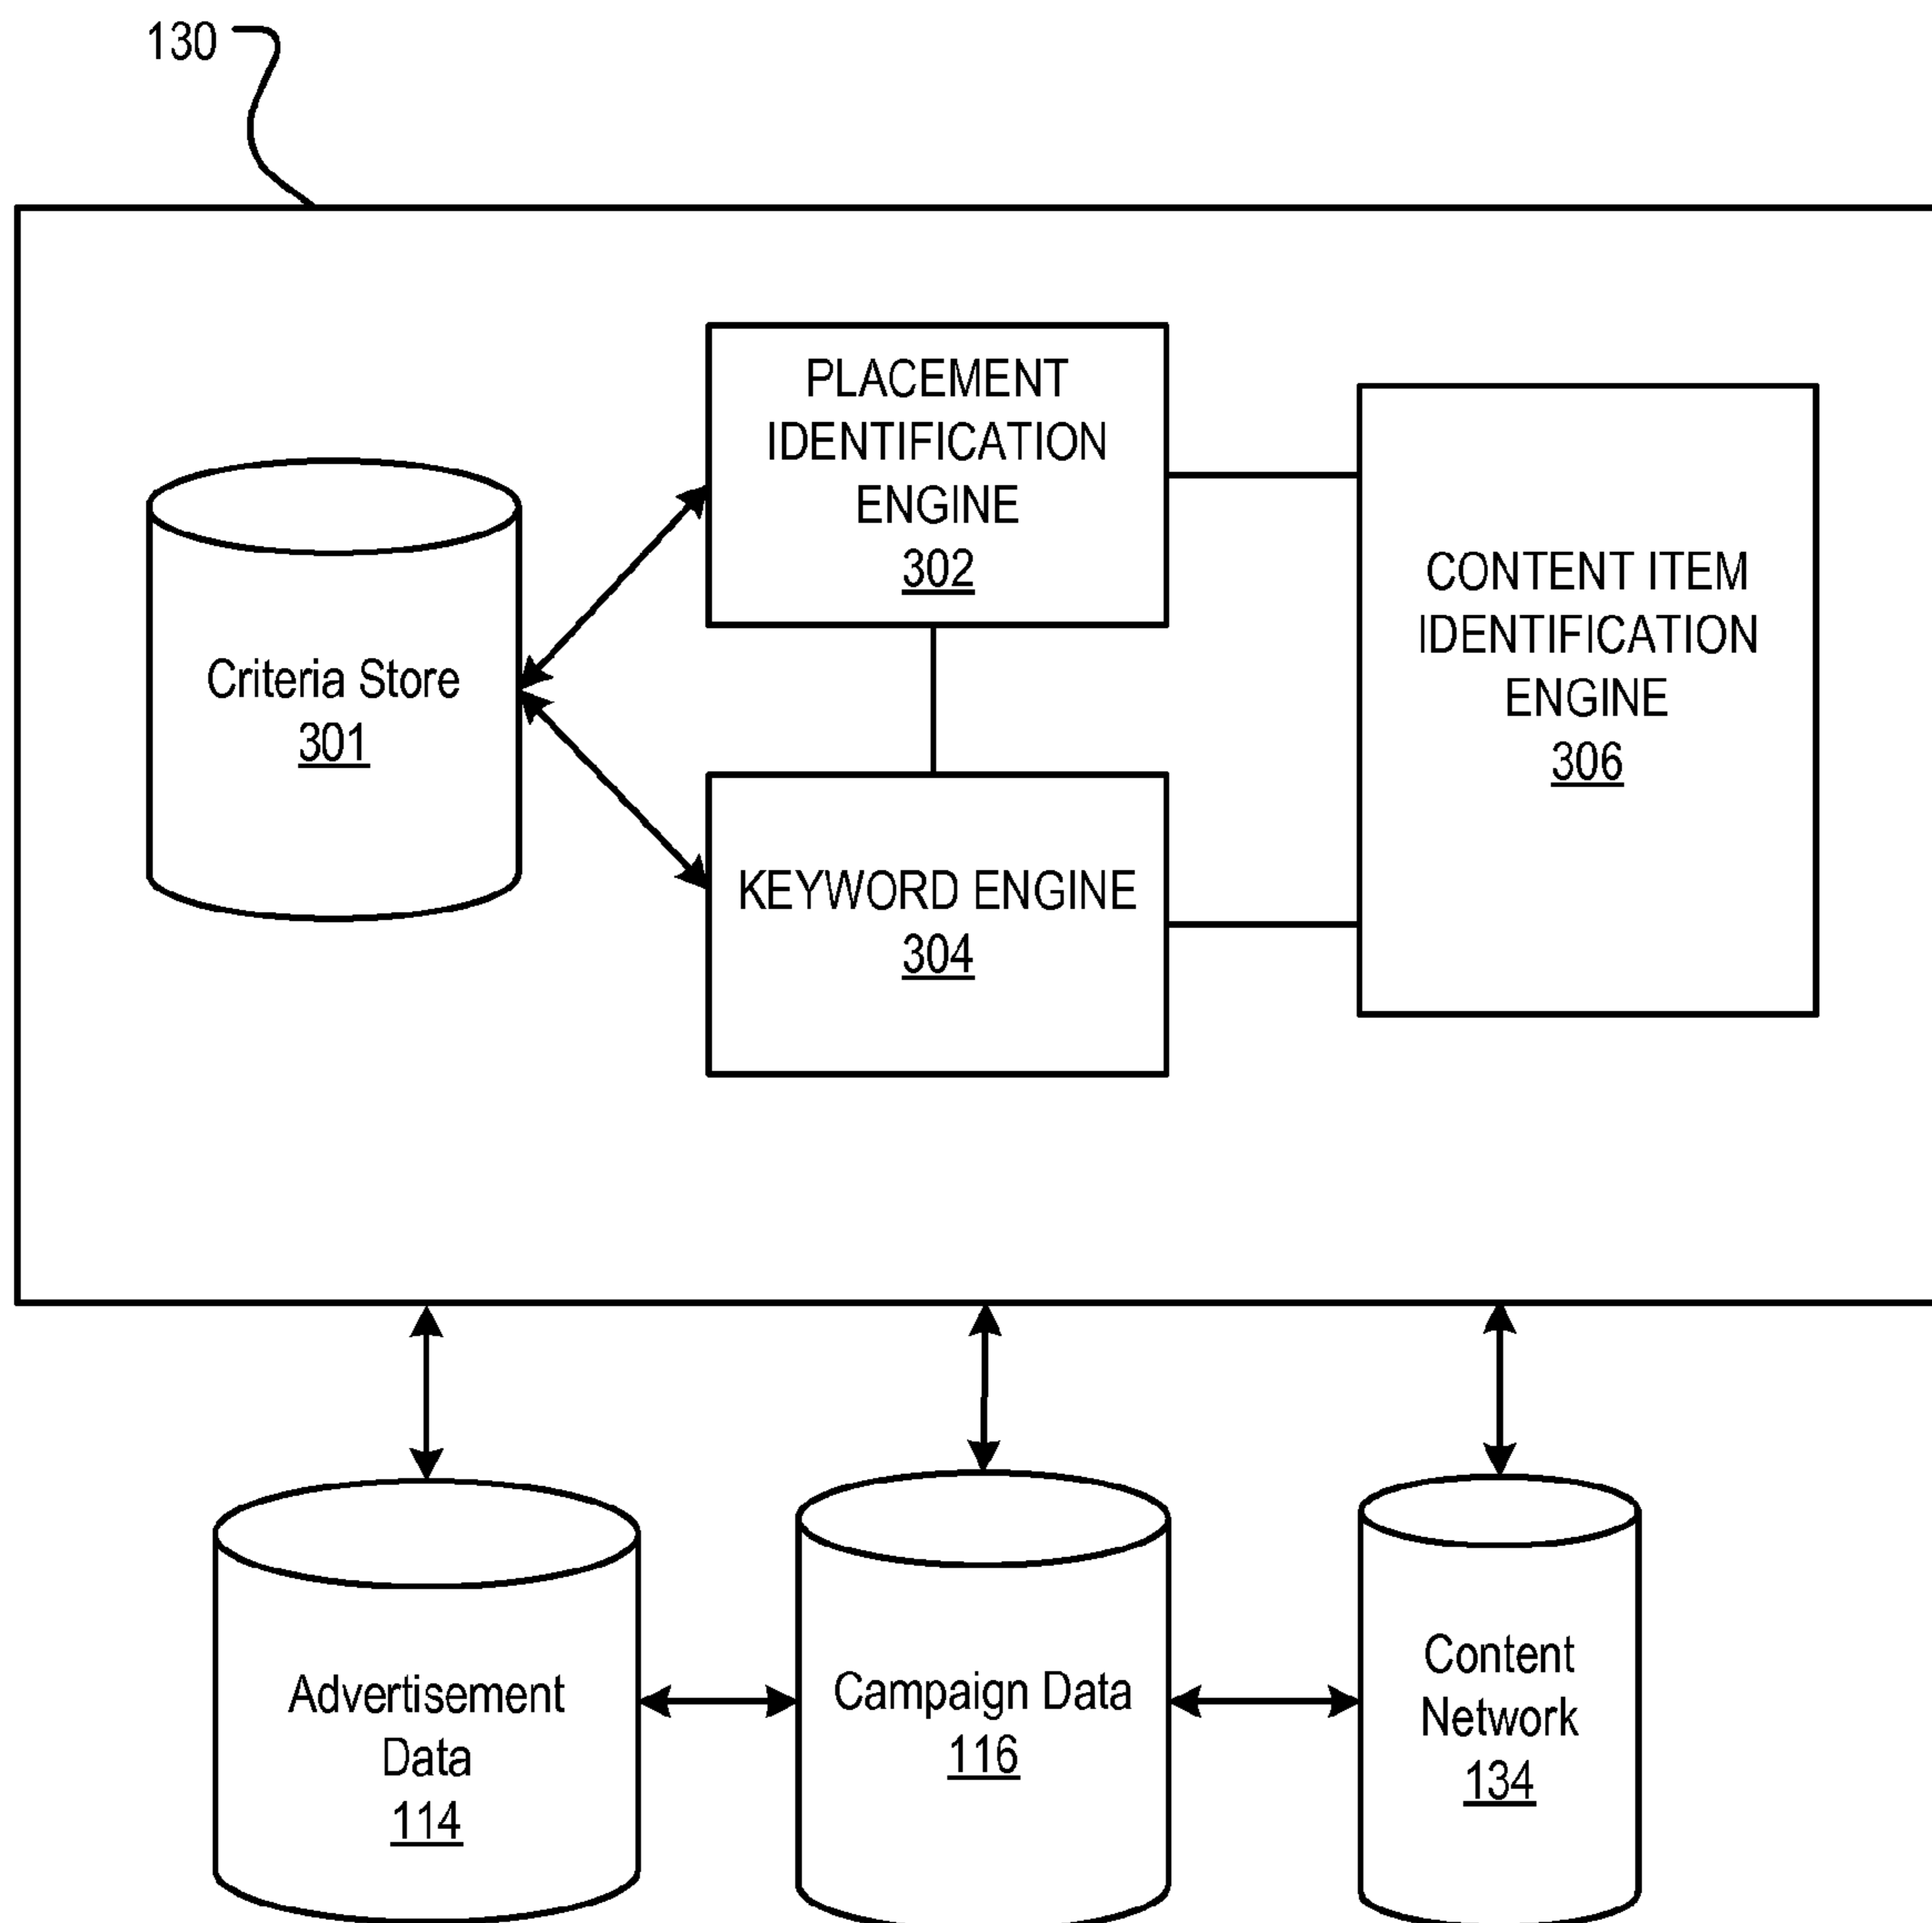 130
PLACEMENT
IDENTIFICATION
ENGINE
302
CONTENT ITEM
IDENTIFICATION
ENGINE
306
Criteria Store
301
KEYWORD ENGINE
304
Advertisement
Data
114
Campaign Data
116
Content
Network
134